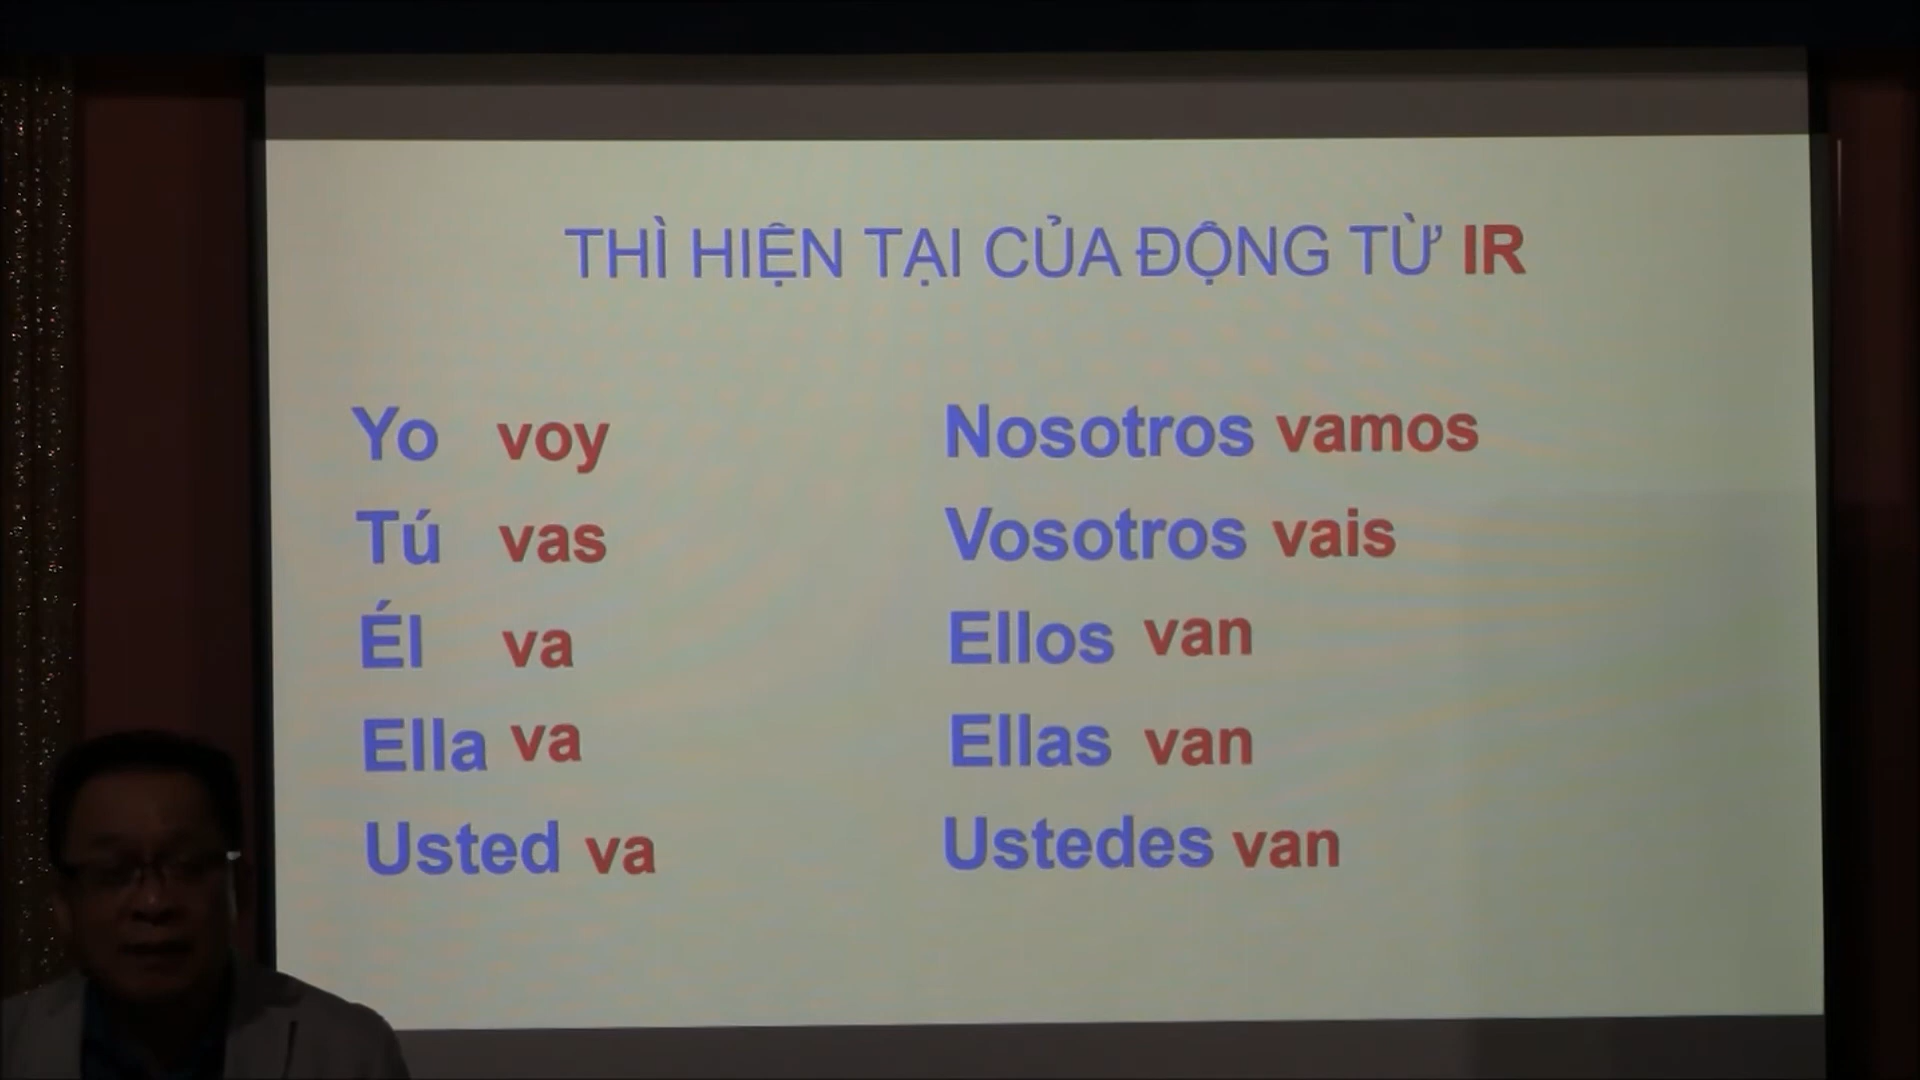 THÌ HIỆN TẠI CỦA ĐỘNG TỪ IR
Yo voy
Tú vas
Él va
Ella va
Usted va
Nosotros vamos
Vosotros vais
Ellos van
Ellas van
Ustedes van